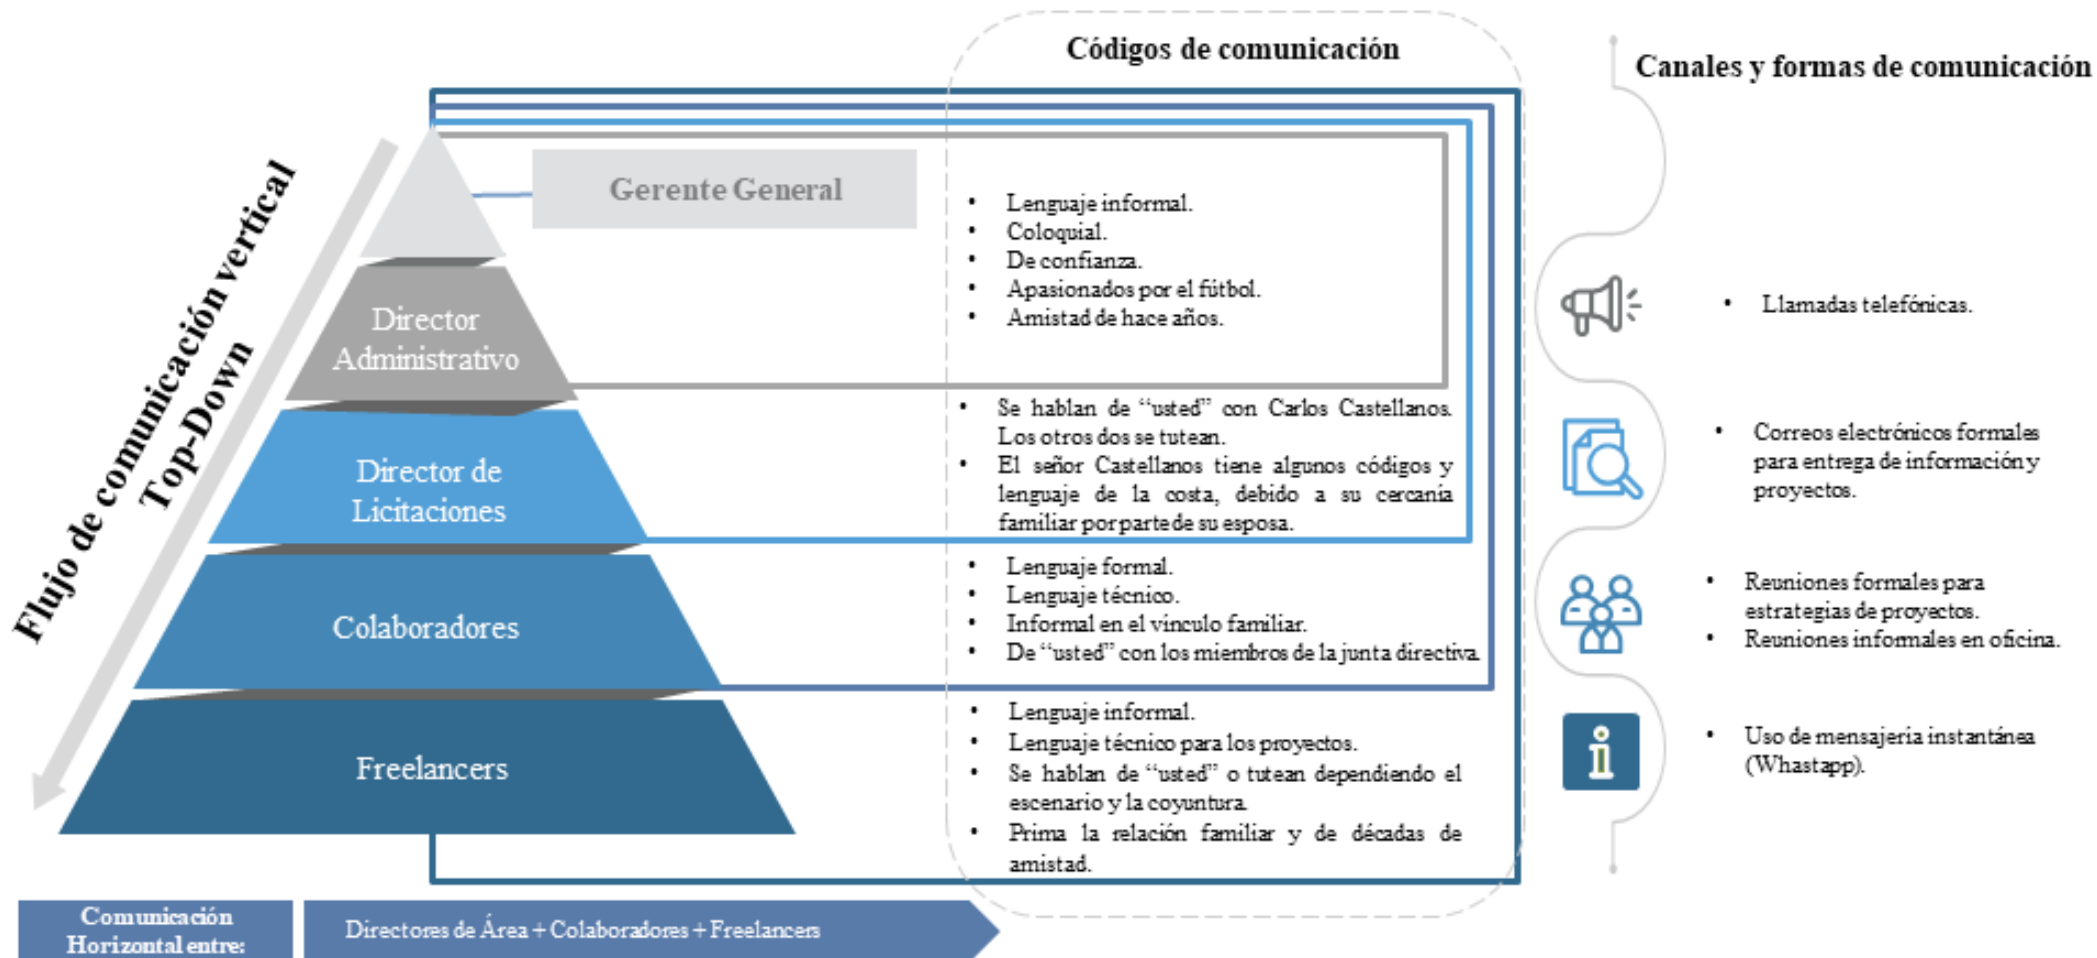 Códigos de comunicación
Canales y formas de comunicación
Flujo de comunicación vertical
Top-Down
Gerente General
Director
Administrativo
Director de
Licitaciones
Colaboradores
Freelancers
• Lenguaje informal.
• Coloquial.
• De confianza.
• Apasionados por el fútbol.
• Amistad de hace años.
• Se hablan de “usted” con Carlos Castellanos.
Los otros dos se tutean.
• El señor Castellanos tiene algunos códigos y
lenguaje de la costa, debido a su cercanía
familiar por parte de su esposa.
• Lenguaje formal.
• Lenguaje técnico.
• Informal en el vinculo familiar.
• De “usted” con los miembros de la junta directiva.
• Lenguaje informal.
• Lenguaje técnico para los proyectos.
• Se hablan de “usted” o tutean dependiendo el
escenario y la coyuntura.
• Prima la relación familiar y de décadas de
amistad.
• Llamadas telefónicas.
• Correos electrónicos formales
para entrega de información y
proyectos.
• Reuniones formales para
estrategias de proyectos.
• Reuniones informales en oficina.
• Uso de mensajería instantánea
(Whastapp).
Comunicación
Horizontal entre:
Directores de Área + Colaboradores + Freelancers